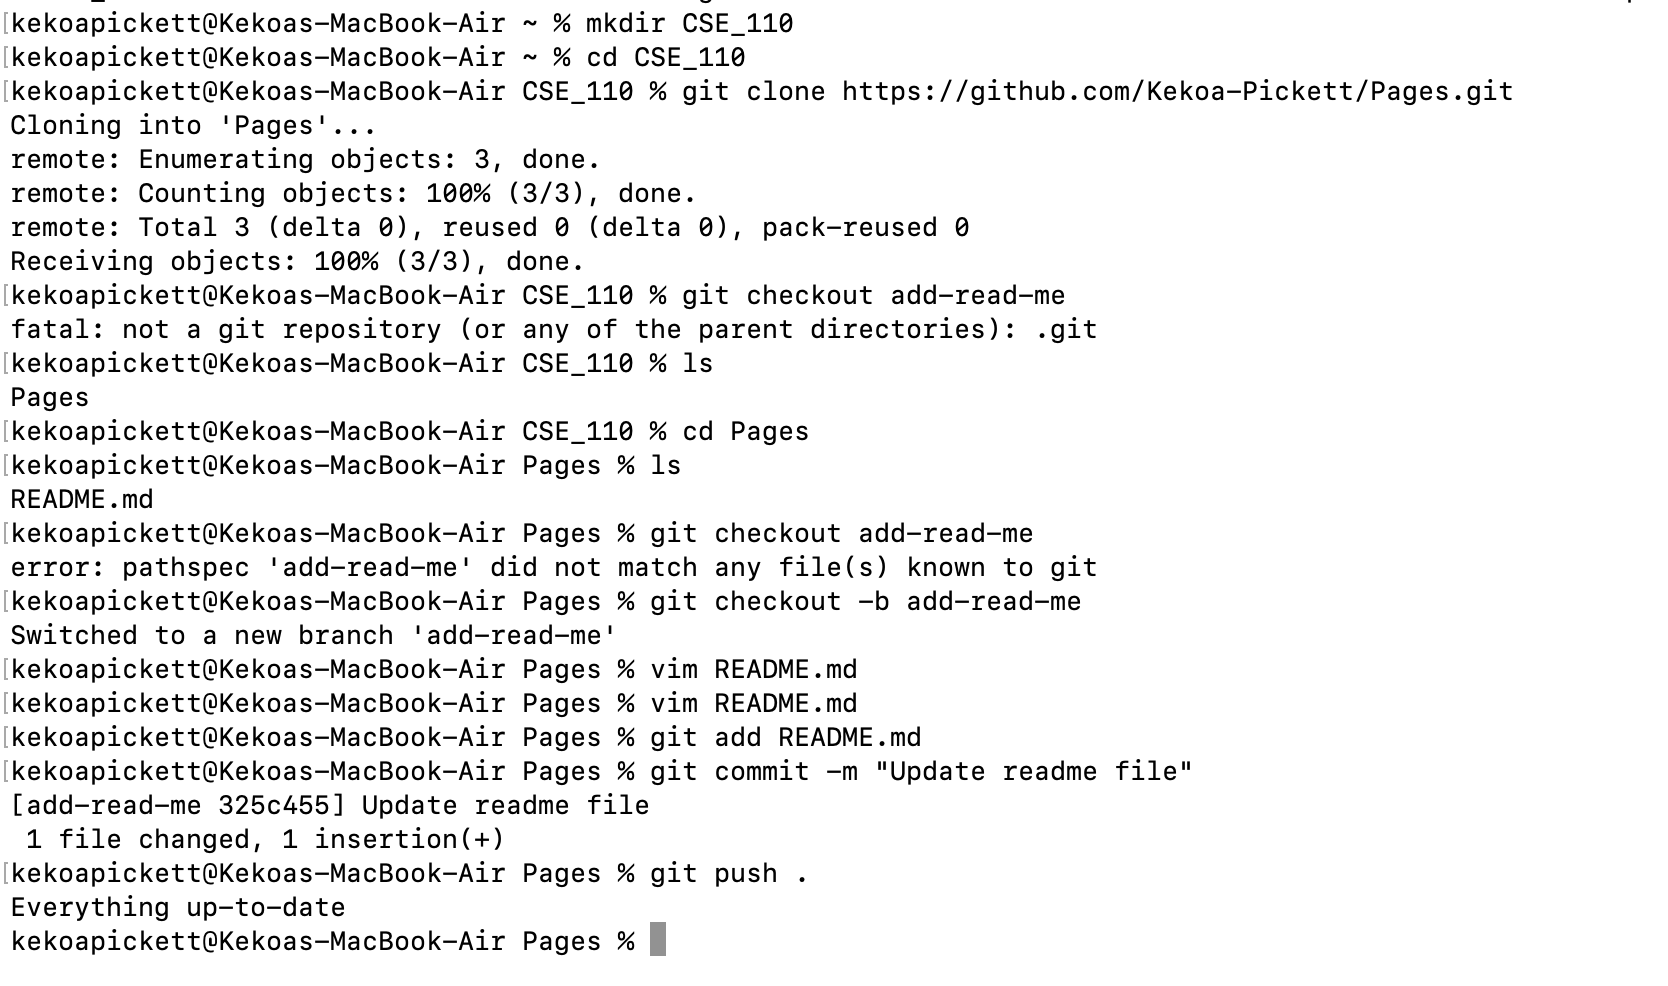 [kekoapickett@Kekoas-MacBook-Air ~ % mkdir CSE_110
[kekoapickett@Kekoas-MacBook-Air ~ % cd CSE_110
[kekoapickett@Kekoas-MacBook-Air CSE_110 % git clone https://github.com/Kekoa-Pickett/Pages.git
Cloning into 'Pages'...
remote: Enumerating objects: 3, done.
remote: Counting objects: 100% (3/3), done.
remote: Total 3 (delta 0), reused 0 (delta 0), pack-reused 0
Receiving objects: 100% (3/3), done.
[kekoapickett@Kekoas-MacBook-Air CSE_110 % git checkout add-read-me
fatal: not a git repository (or any of the parent directories): .git
[kekoapickett@Kekoas-MacBook-Air CSE_110 % ls
Pages
[kekoapickett@Kekoas-MacBook-Air CSE_110 % cd Pages
[kekoapickett@Kekoas-MacBook-Air Pages % ls
README.md
[kekoapickett@Kekoas-MacBook-Air Pages % git checkout add-read-me
error: pathspec 'add-read-me' did not match any file(s) known to git
[kekoapickett@Kekoas-MacBook-Air Pages % git checkout -b add-read-me
Switched to a new branch 'add-read-me'
[kekoapickett@Kekoas-MacBook-Air Pages % vim README.md
[kekoapickett@Kekoas-MacBook-Air Pages % vim README.md
[kekoapickett@Kekoas-MacBook-Air Pages % git add README.md
[kekoapickett@Kekoas-MacBook-Air Pages % git commit -m "Update readme file"
[add-read-me 325c455] Update readme file
 1 file changed, 1 insertion(+)
[kekoapickett@Kekoas-MacBook-Air Pages % git push .
Everything up-to-date
kekoapickett@Kekoas-MacBook-Air Pages %